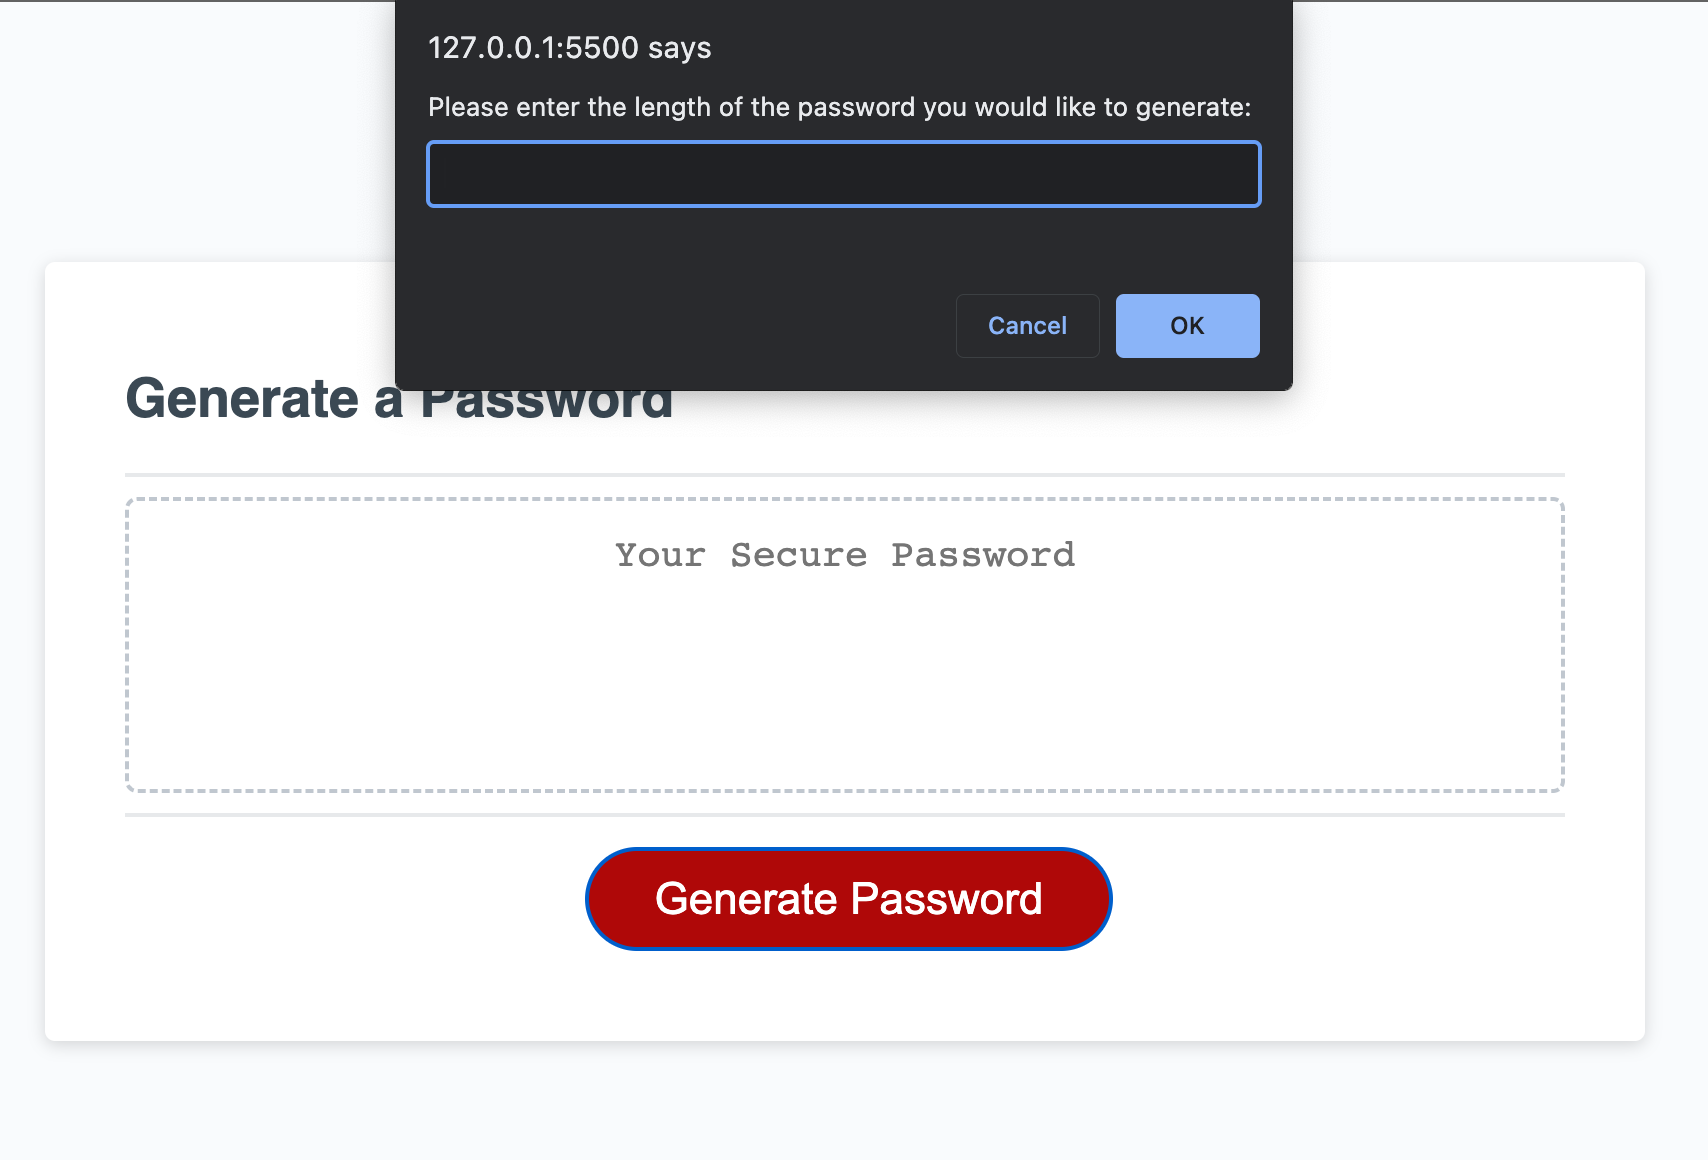 127.0.0.1:5500 says
Please enter the length of the password you would like to generate:
Cancel
OK
Generate a Password
Your Secure Password
Generate Password